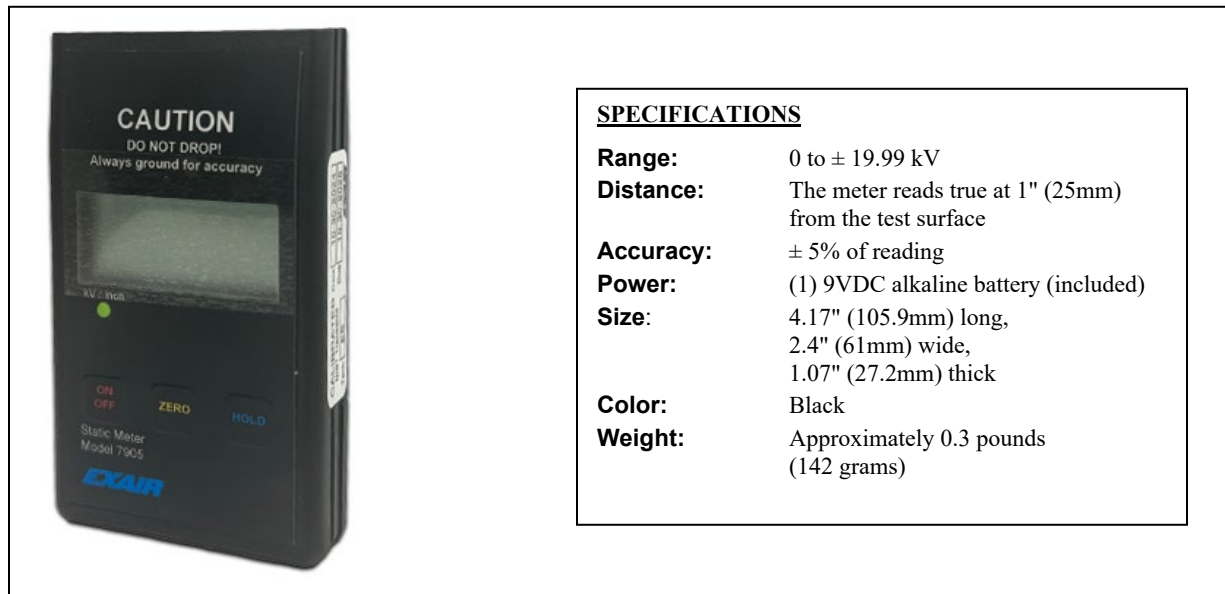 CAUTION
DO NOT DROP!
Always ground for accuracy
kV - inch
ON
OFF
ZERO
HOLD
Static Meter
Model 7905
EXAIR
CALIBRATED
SPECIFICATIONS
Range: 0 to ± 19.99 kV
Distance: The meter reads true at 1" (25mm)
from the test surface
Accuracy: ± 5% of reading
Power: (1) 9VDC alkaline battery (included)
Size: 4.17" (105.9mm) long,
2.4" (61mm) wide,
1.07" (27.2mm) thick
Color: Black
Weight: Approximately 0.3 pounds
(142 grams)